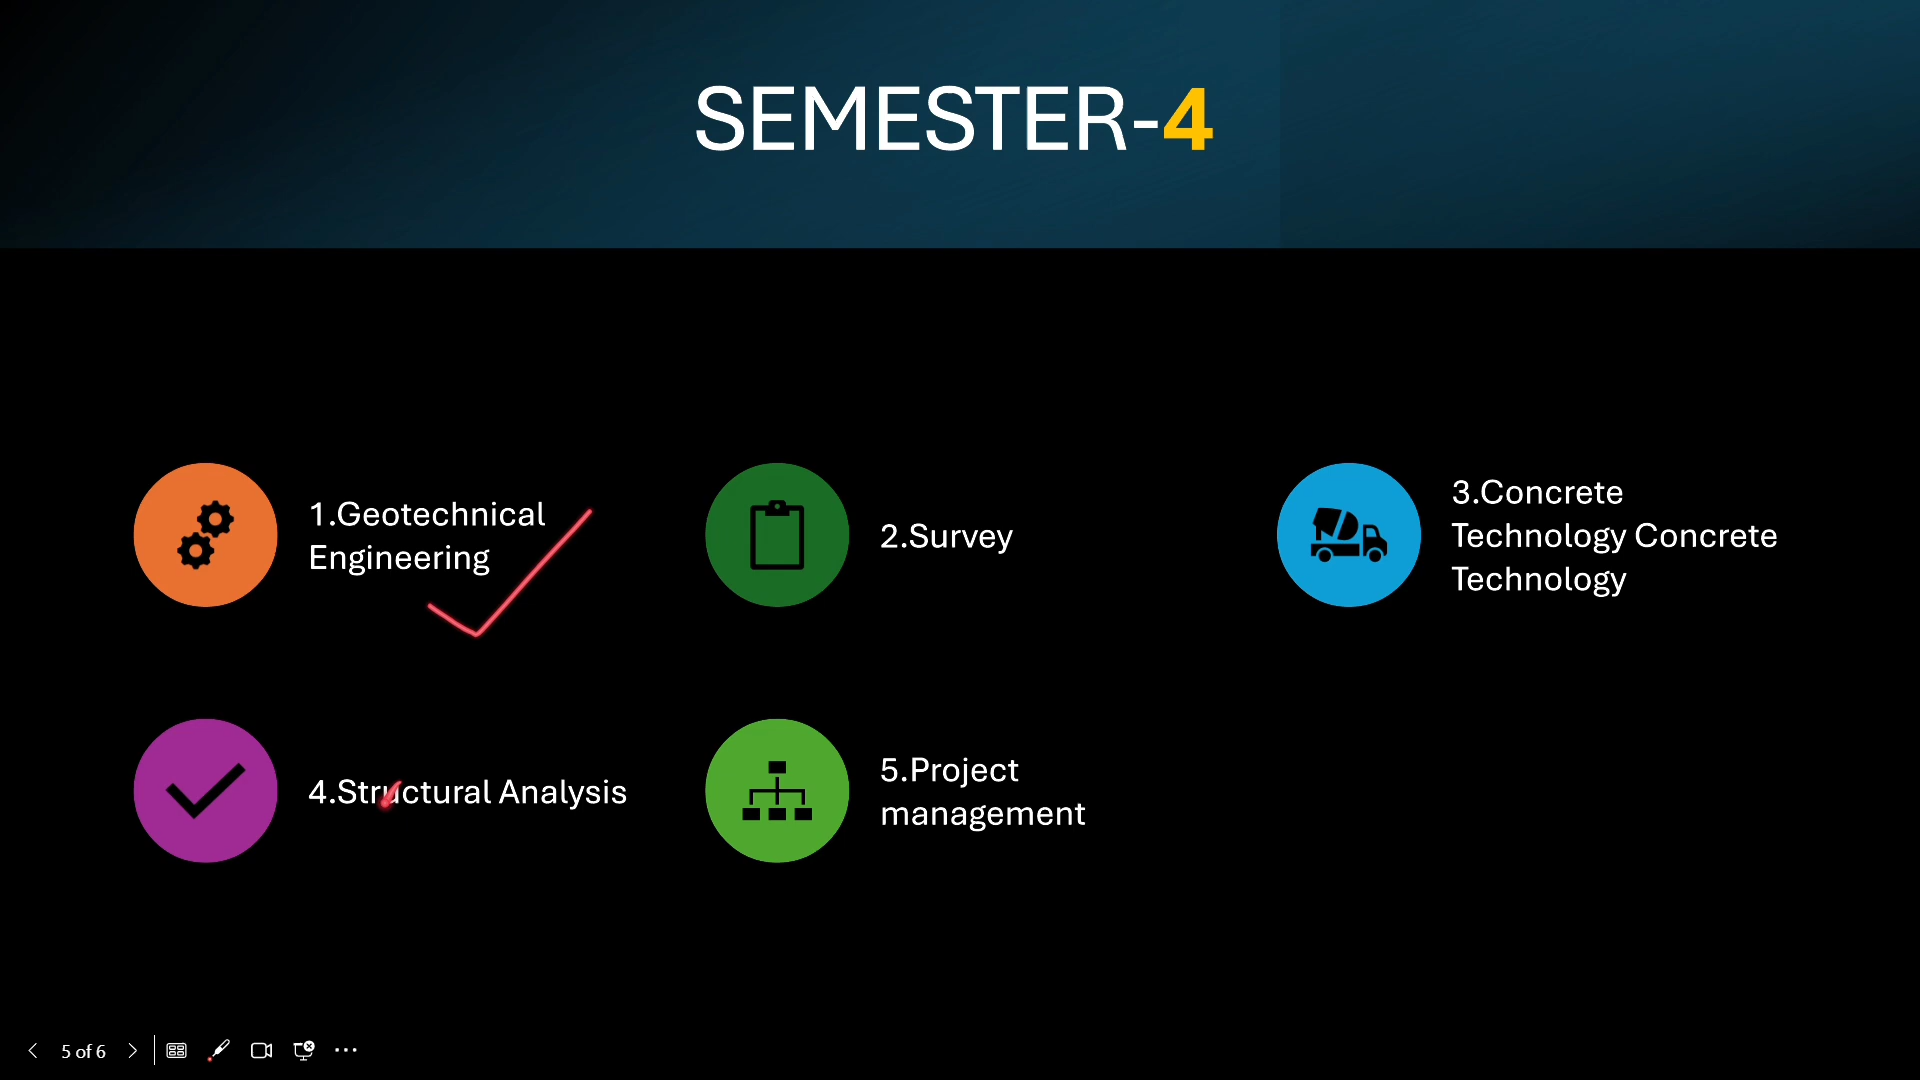 SEMESTER-4
1.Geotechnical
Engineering
2.Survey
3.Concrete
Technology Concrete
Technology
4.Structural Analysis
5.Project
management
5 of 6